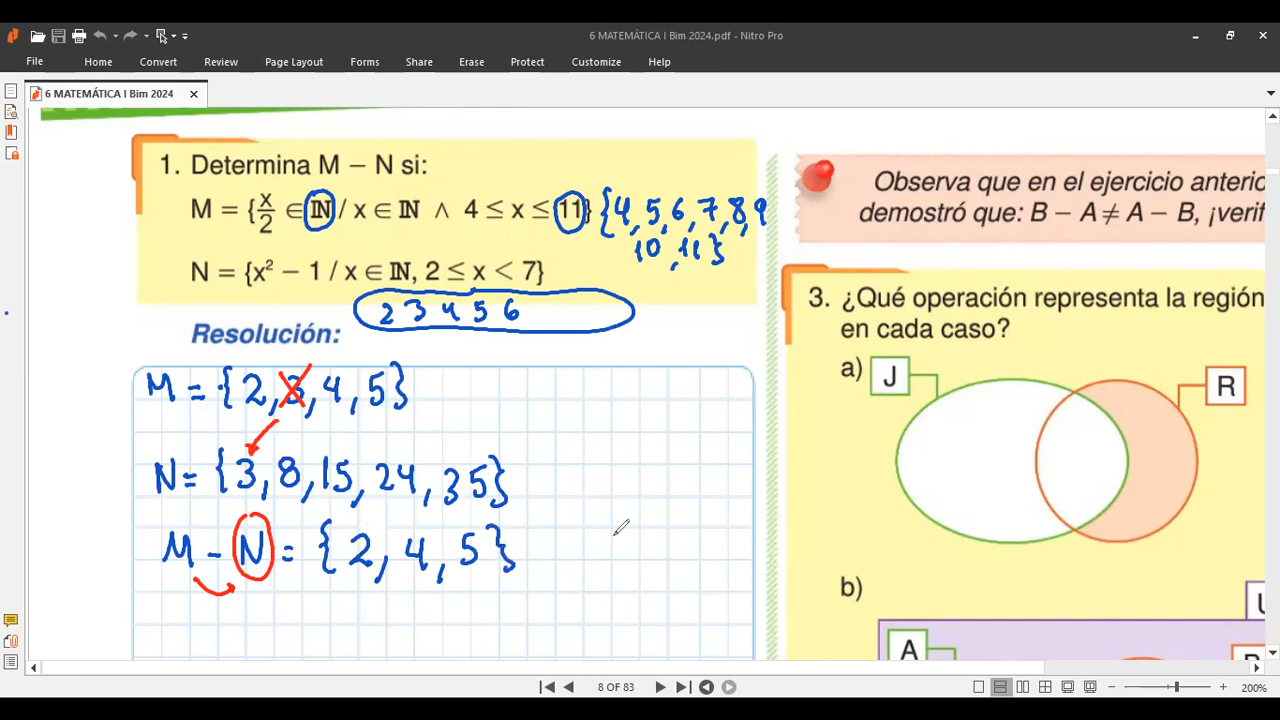 6 MATEMÁTICA I Bim 2024.pdf - Nitro Pro
File Home Convert Review Page Layout Forms Share Erase Protect Customize Help
6 MATEMÁTICA I Bim 2024
1. Determina M – N si:
M = {x/2 ∈ ℕ / x ∈ ℕ ∧ 4 ≤ x ≤ 11} {4, 5, 6, 7, 8, 9
10, 11}
N = {x² – 1 / x ∈ ℕ, 2 ≤ x < 7}
2 3 4 5 6
Resolución:
M = {2, 3, 4, 5}
N = {3, 8, 15, 24, 35}
M – N = {2, 4, 5}
Observa que en el ejercicio anterio
demostró que: B – A ≠ A – B, ¡verif
3. ¿Qué operación representa la región
en cada caso?
a) J R
b)
U
A
8 OF 83
200%